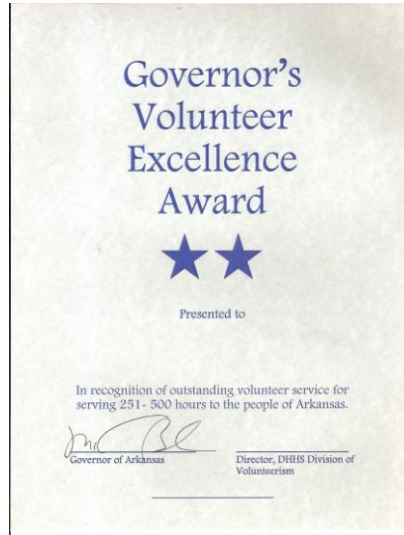 Governor's
Volunteer
Excellence
Award
Presented to
In recognition of outstanding volunteer service for
serving 251- 500 hours to the people of Arkansas.
Governor of Arkansas
Director, DHHS Division of
Volunteerism